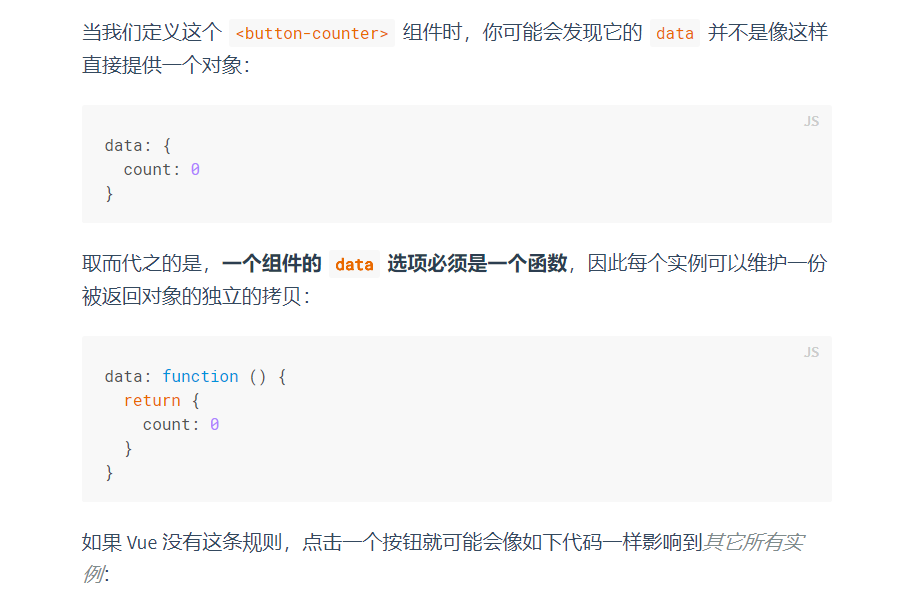 当我们定义这个 <button-counter> 组件时，你可能会发现它的 data 并不是像这样
直接提供一个对象：
JS
data: {
  count: 0
}
取而代之的是，一个组件的 data 选项必须是一个函数，因此每个实例可以维护一份
被返回对象的独立的拷贝：
JS
data: function () {
  return {
    count: 0
  }
}
如果 Vue 没有这条规则，点击一个按钮就可能会像如下代码一样影响到其它所有实
例：